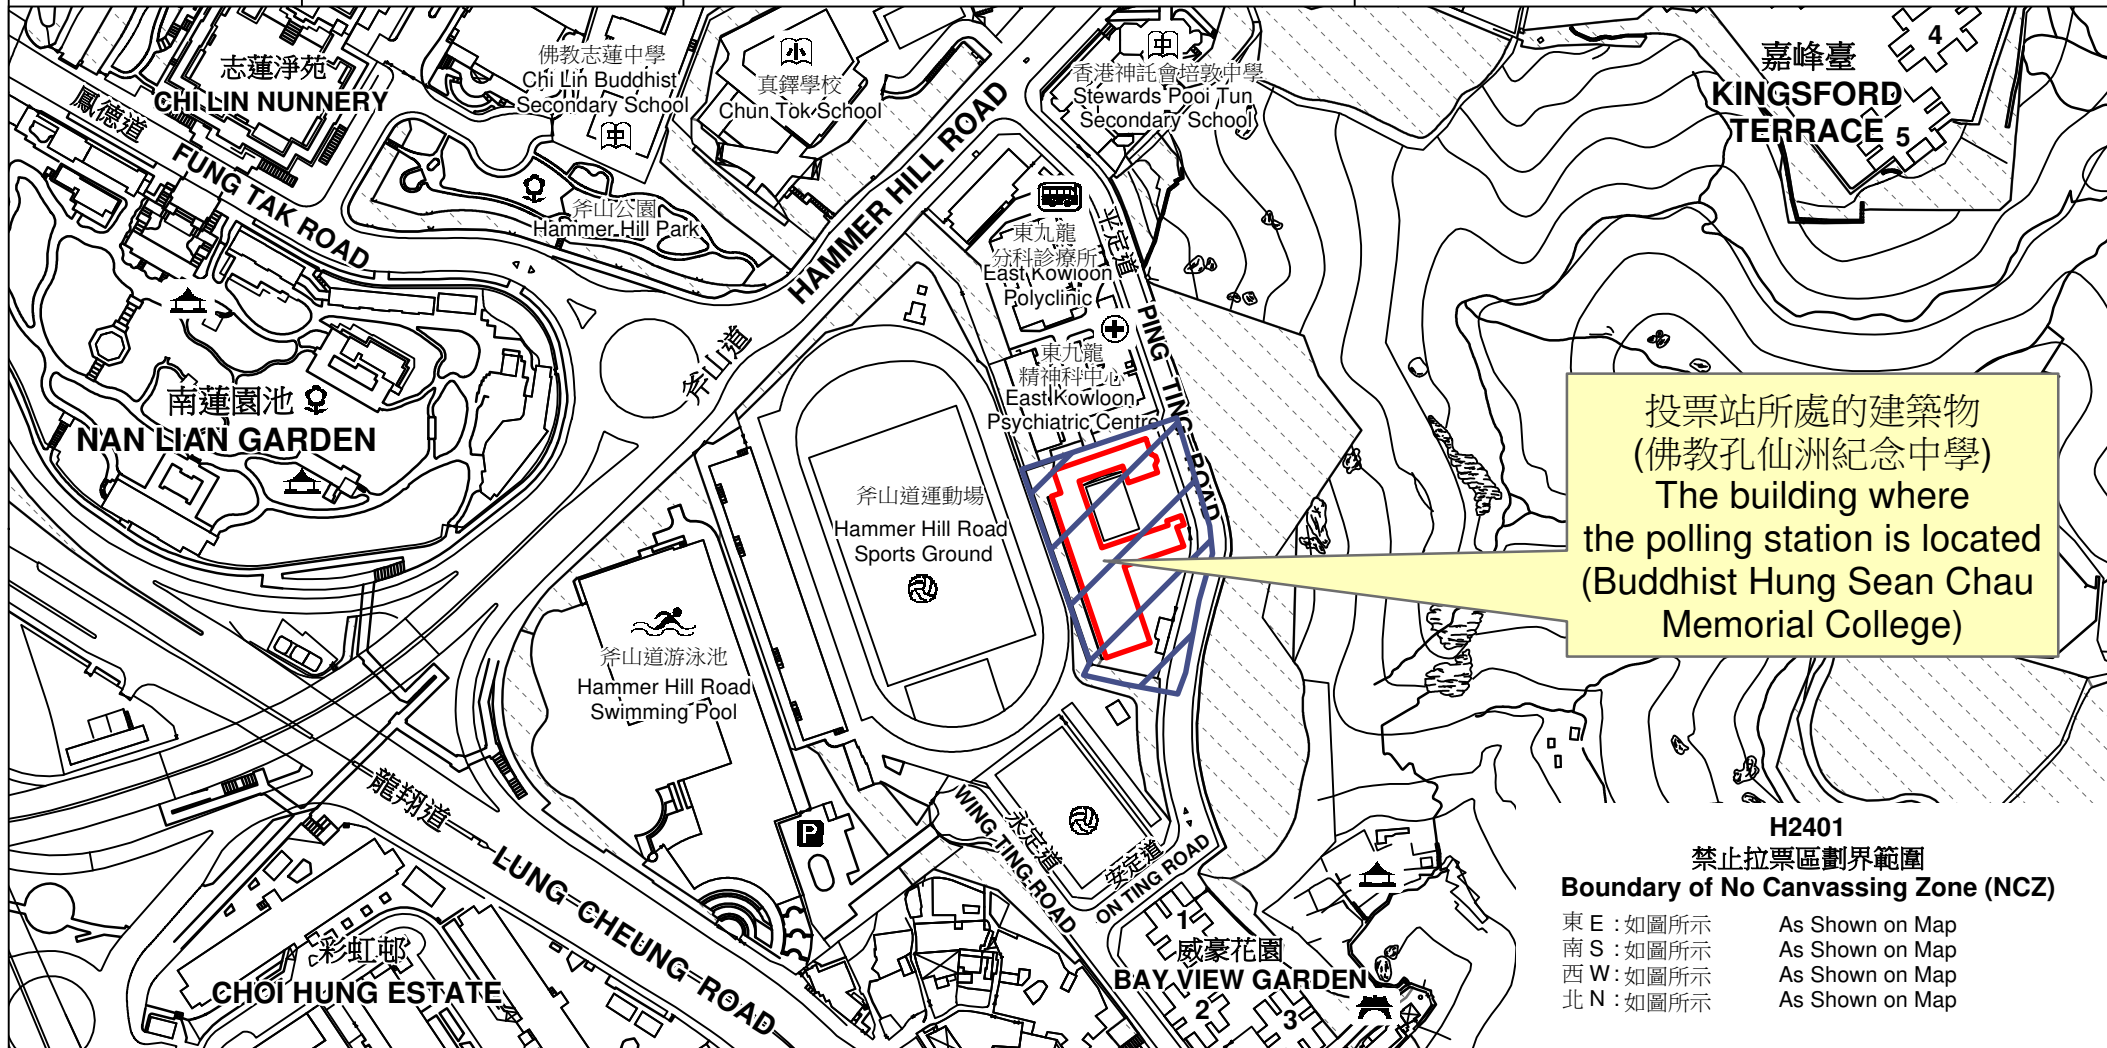 志蓮淨苑
CHI LIN NUNNERY
鳳德道
FUNG TAK ROAD
佛教志蓮中學
Chi Lin Buddhist
Secondary School
中
小
真鐸學校
Chun Tok School
中
香港神託會培敦中學
Stewards Pooi Tun
Secondary School
嘉峰臺
KINGSFORD
TERRACE
4
5
斧山公園
Hammer Hill Park
HAMMER HILL ROAD
斧山道
東九龍
分科診療所
East Kowloon
Polyclinic
平定道
PING TING ROAD
東九龍
精神科中心
East Kowloon
Psychiatric Centre
南蓮園池
NAN LIAN GARDEN
斧山道運動場
Hammer Hill Road
Sports Ground
投票站所處的建築物
(佛教孔仙洲紀念中學)
The building where
the polling station is located
(Buddhist Hung Sean Chau
Memorial College)
斧山道游泳池
Hammer Hill Road
Swimming Pool
龍翔道
LUNG CHEUNG ROAD
P
永定道
WING TING ROAD
安定道
ON TING ROAD
彩虹邨
CHOI HUNG ESTATE
1
威豪花園
BAY VIEW GARDEN
2
3
H2401
禁止拉票區劃界範圍
Boundary of No Canvassing Zone (NCZ)
東 E : 如圖所示 As Shown on Map
南 S : 如圖所示 As Shown on Map
西 W : 如圖所示 As Shown on Map
北 N : 如圖所示 As Shown on Map